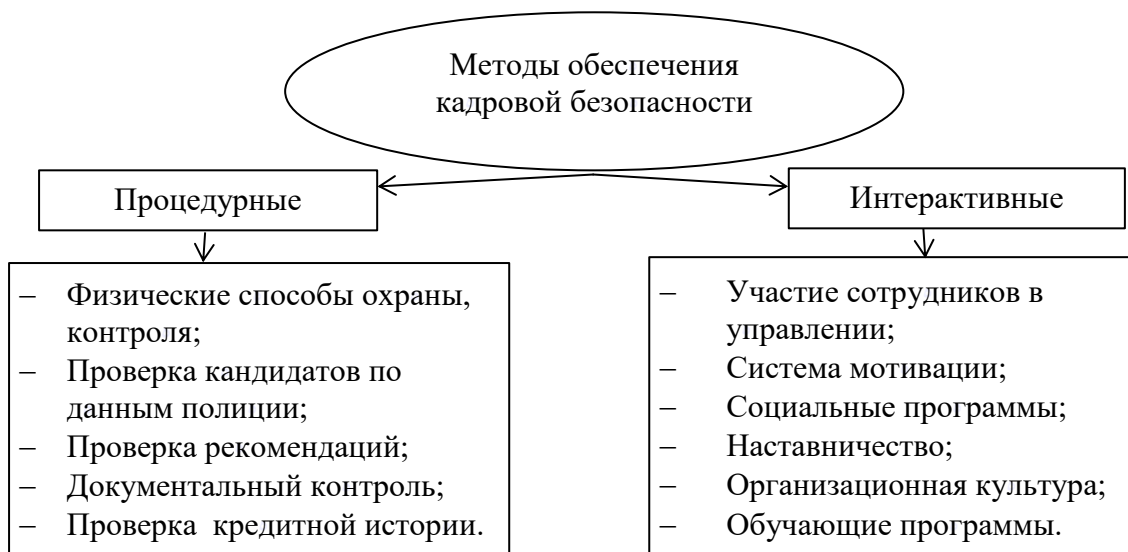 Методы обеспечения
кадровой безопасности
Процедурные
Интерактивные
– Физические способы охраны,
контроля;
– Проверка кандидатов по
данным полиции;
– Проверка рекомендаций;
– Документальный контроль;
– Проверка кредитной истории.
– Участие сотрудников в
управлении;
– Система мотивации;
– Социальные программы;
– Наставничество;
– Организационная культура;
– Обучающие программы.